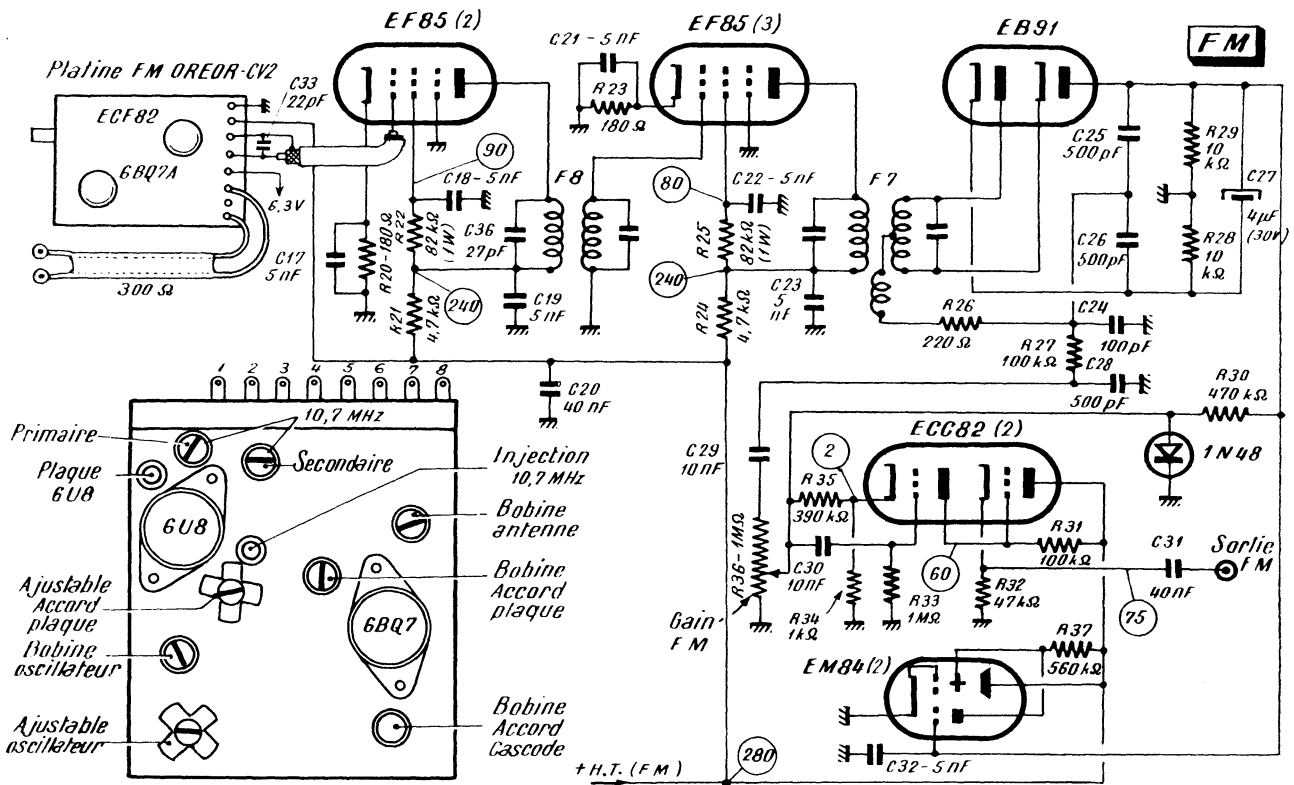 EF85 (2)
EF85 (3)
EB91
FM
Platine FM OREOR-CV2
ECF82
6BQ7A
C33
22pF
6,3V
300 Ω
C17
5nF
R20-180Ω
90
C18-5nF
R22
82kΩ
(1W)
C36
27pF
F8
240
R21
4,7kΩ
C19
5nF
C20
40nF
C21-5nF
R23
180Ω
80
C22-5nF
R25
82kΩ
(1W)
240
R24
4,7kΩ
C23
5
nF
F7
R26
220Ω
C25
500pF
C26
500pF
R29
10
kΩ
R28
10
kΩ
C27
4µF
(30V)
C24
100pF
R27
100kΩ
C28
500pF
R30
470kΩ
1N48
1 2 3 4 5 6 7 8
10,7 MHz
Primaire
Secondaire
Plaque
6U8
Injection
10,7MHz
6U8
Bobine
antenne
Ajustable
Accord
plaque
Bobine
Accord
plaque
6BQ7
Bobine
oscillateur
Ajustable
oscillateur
Bobine
Accord
Cascode
C29
10nF
ECC82 (2)
2
R35
390kΩ
R36-1MΩ
C30
10nF
60
R31
100kΩ
C31
40nF
Sortie
FM
Gain
FM
R34
1kΩ
R33
1MΩ
R32
47kΩ
75
EM84(2)
R37
560kΩ
C32-5nF
+H.T. (FM)
280